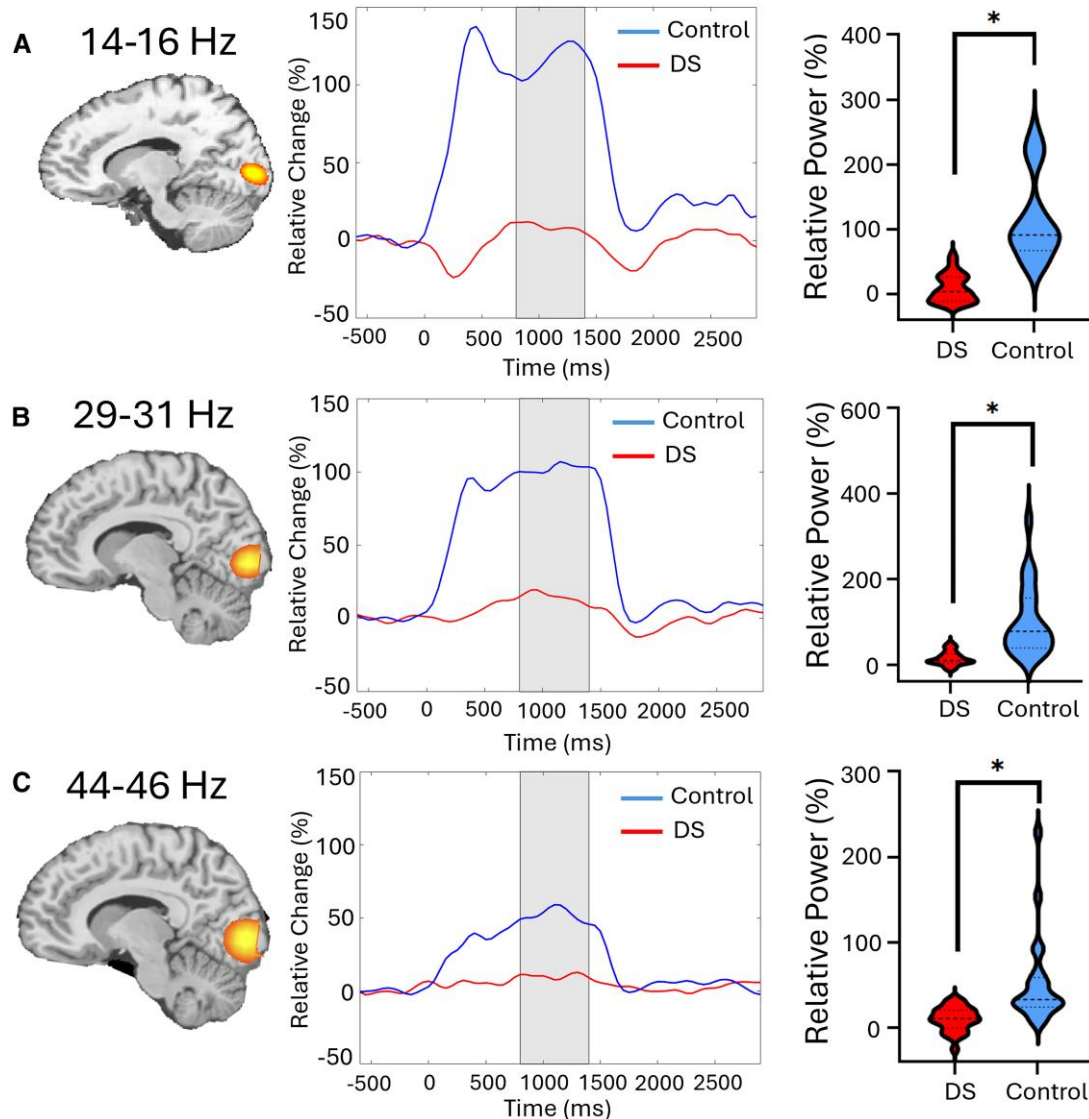 A
14-16 Hz
150
100
50
0
-50
Relative Change (%)
-500 0 500 1000 1500 2000 2500
Time (ms)
Control
DS
*
400
300
200
100
0
Relative Power (%)
DS Control
B
29-31 Hz
150
100
50
0
-50
Relative Change (%)
-500 0 500 1000 1500 2000 2500
Time (ms)
Control
DS
*
600
400
200
0
Relative Power (%)
DS Control
C
44-46 Hz
150
100
50
0
-50
Relative Change (%)
-500 0 500 1000 1500 2000 2500
Time (ms)
Control
DS
*
300
200
100
0
Relative Power (%)
DS Control